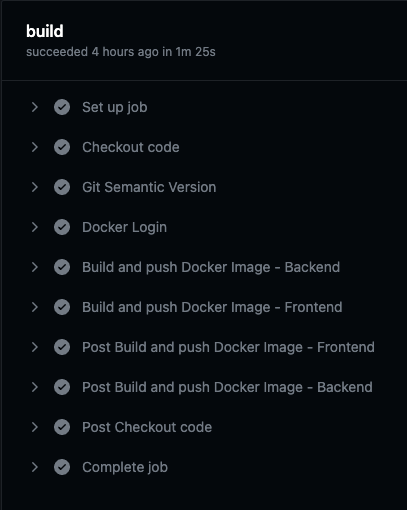 build
succeeded 4 hours ago in 1m 25s
Set up job
Checkout code
Git Semantic Version
Docker Login
Build and push Docker Image - Backend
Build and push Docker Image - Frontend
Post Build and push Docker Image - Frontend
Post Build and push Docker Image - Backend
Post Checkout code
Complete job